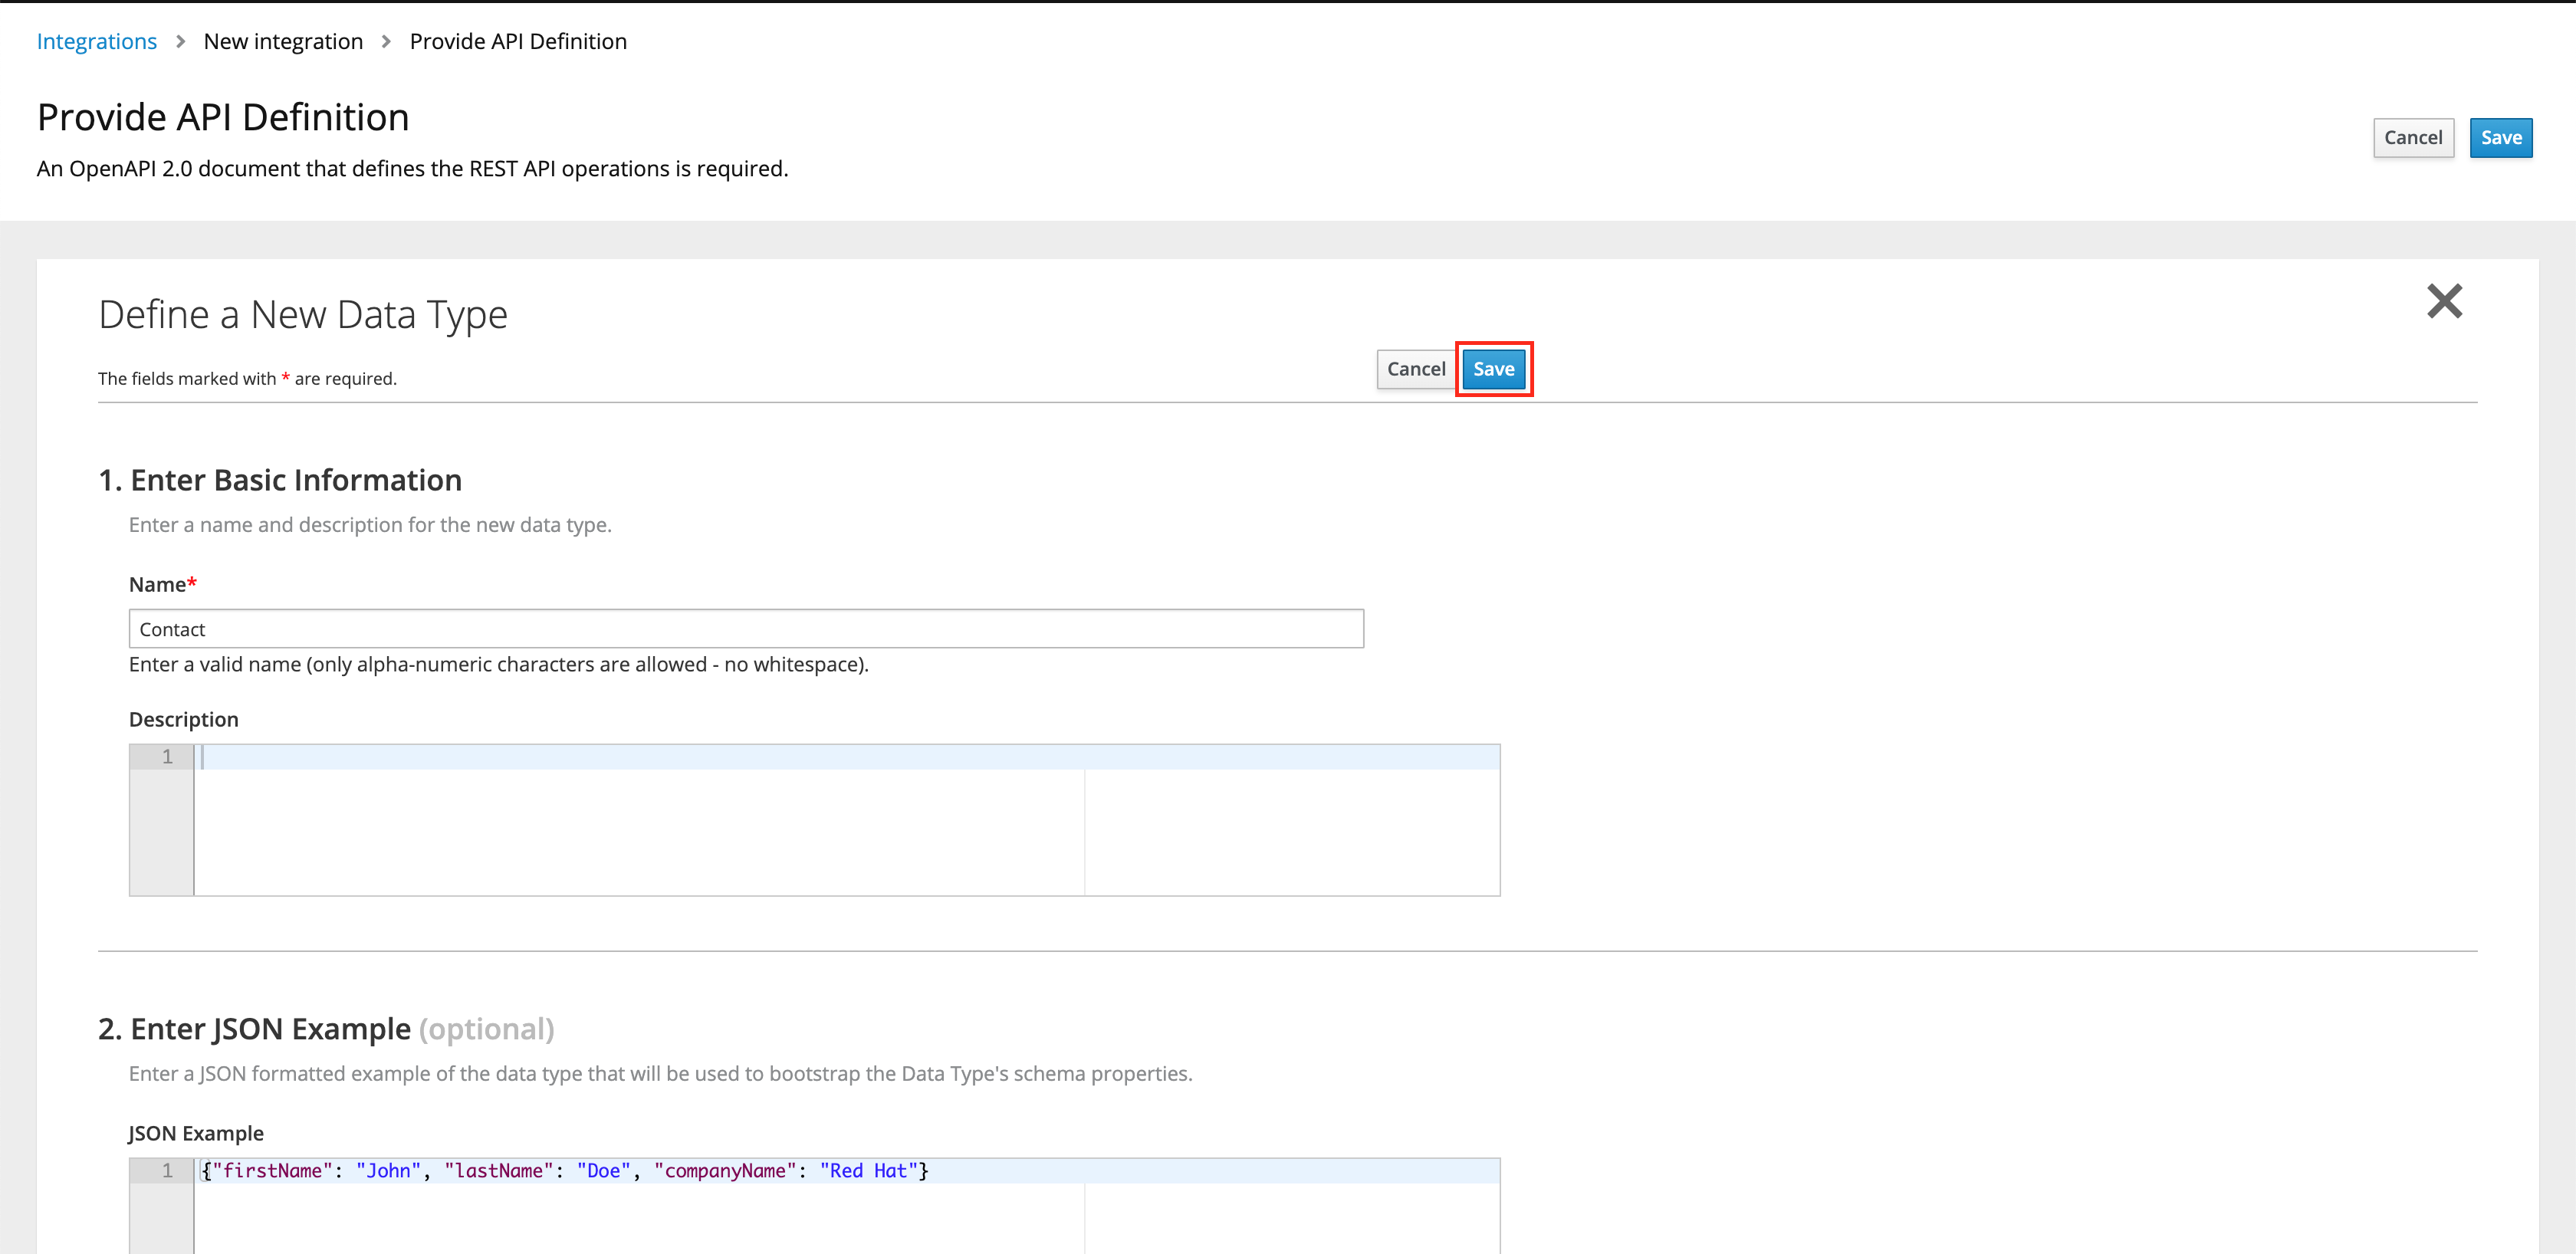 Integrations > New integration > Provide API Definition
Provide API Definition
An OpenAPI 2.0 document that defines the REST API operations is required.
Cancel Save
Define a New Data Type
The fields marked with * are required.
Cancel Save
1. Enter Basic Information
Enter a name and description for the new data type.
Name*
Contact
Enter a valid name (only alpha-numeric characters are allowed - no whitespace).
Description
1
2. Enter JSON Example (optional)
Enter a JSON formatted example of the data type that will be used to bootstrap the Data Type's schema properties.
JSON Example
1 {"firstName": "John", "lastName": "Doe", "companyName": "Red Hat"}